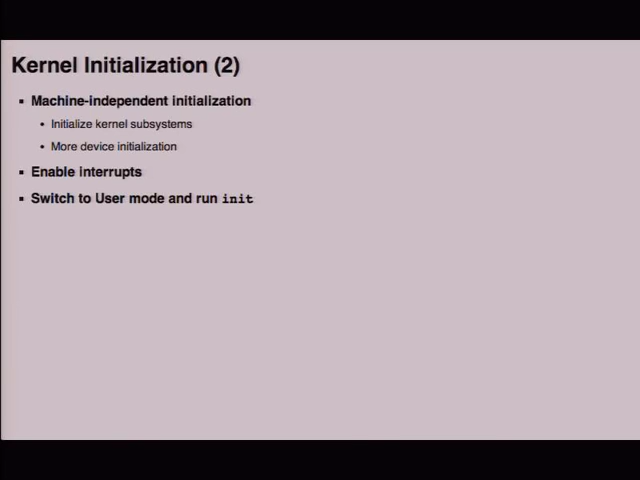 Kernel Initialization (2)
▪ Machine-independent initialization
• Initialize kernel subsystems
• More device initialization
▪ Enable interrupts
▪ Switch to User mode and run init